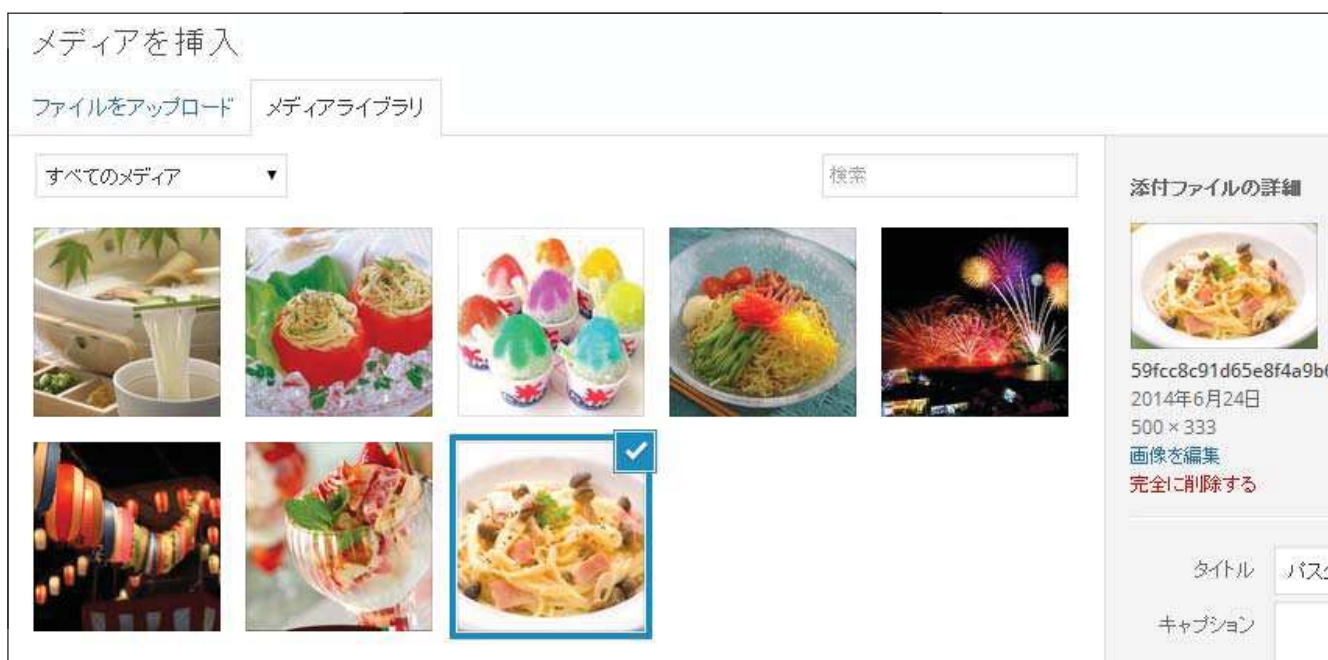 メディアを挿入
ファイルをアップロード
メディアライブラリ
すべてのメディア
検索
添付ファイルの詳細
59fcc8c91d65e8f4a9b6
2014年6月24日
500 × 333
画像を編集
完全に削除する
タイトル
パスタ
キャプション